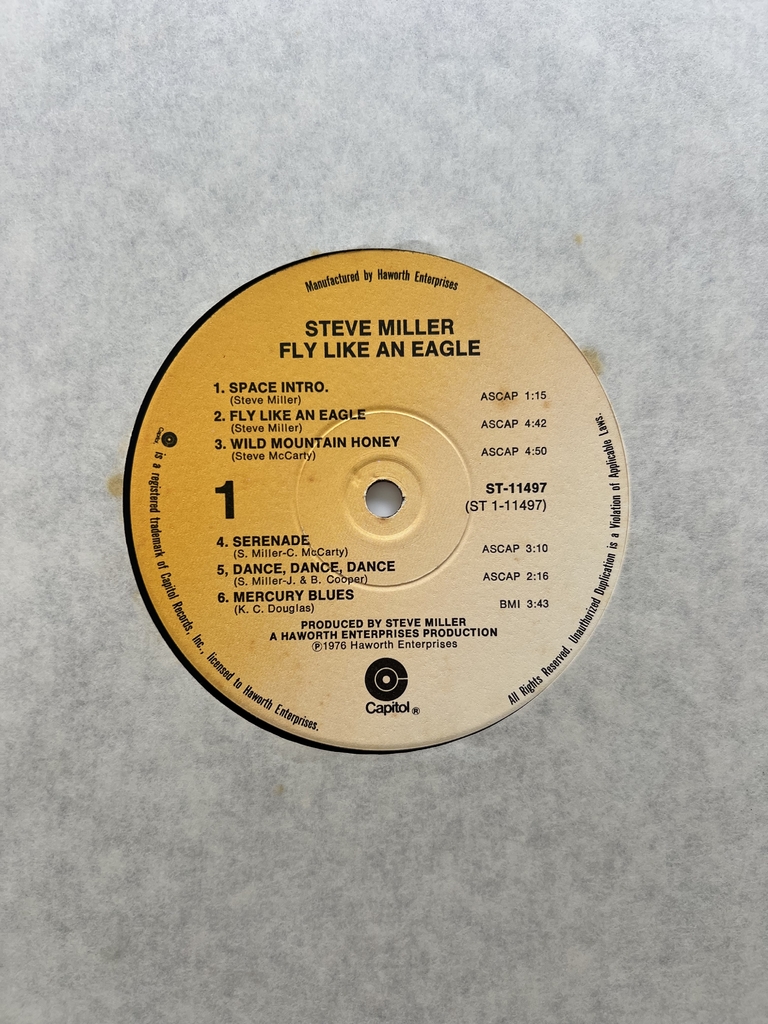 Manufactured by Haworth Enterprises
STEVE MILLER
FLY LIKE AN EAGLE
1. SPACE INTRO.
(Steve Miller) ASCAP 1:15
2. FLY LIKE AN EAGLE
(Steve Miller) ASCAP 4:42
3. WILD MOUNTAIN HONEY
(Steve McCarty) ASCAP 4:50
1 ST-11497
(ST 1-11497)
4. SERENADE
(S. Miller-C. McCarty) ASCAP 3:10
5, DANCE, DANCE, DANCE
(S. Miller-J. & B. Cooper) ASCAP 2:16
6. MERCURY BLUES
(K. C. Douglas) BMI 3:43
PRODUCED BY STEVE MILLER
A HAWORTH ENTERPRISES PRODUCTION
℗1976 Haworth Enterprises
Capitol®
Capitol is a registered trademark of Capitol Records, Inc., licensed to Haworth Enterprises.
All Rights Reserved. Unauthorized Duplication is a Violation of Applicable Laws.